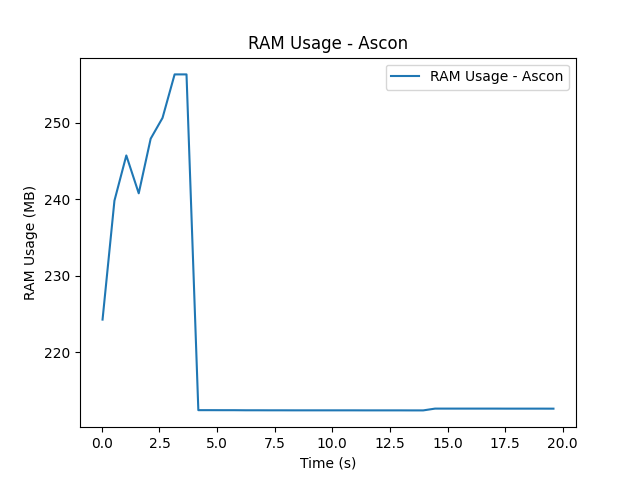 RAM Usage - Ascon
RAM Usage - Ascon
RAM Usage (MB)
250
240
230
220
0.0 2.5 5.0 7.5 10.0 12.5 15.0 17.5 20.0
Time (s)